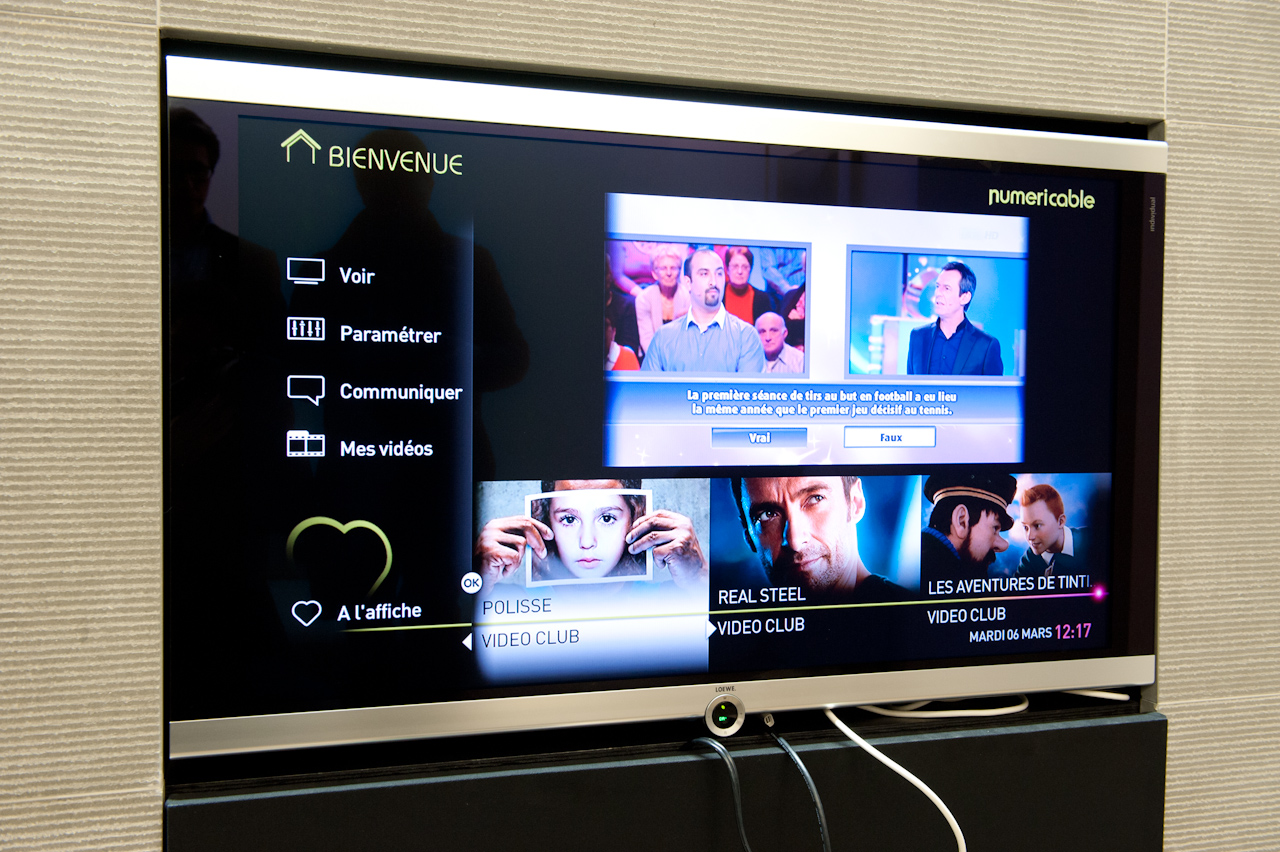 BIENVENUE
numericable
individual
Voir
Paramétrer
Communiquer
Mes vidéos
La première séance de tirs au but en football a eu lieu
la même année que le premier jeu décisif au tennis.
Vrai
Faux
A l'affiche
OK
POLISSE
VIDEO CLUB
REAL STEEL
VIDEO CLUB
LES AVENTURES DE TINTI.
VIDEO CLUB
MARDI 06 MARS 12:17
LOEWE.